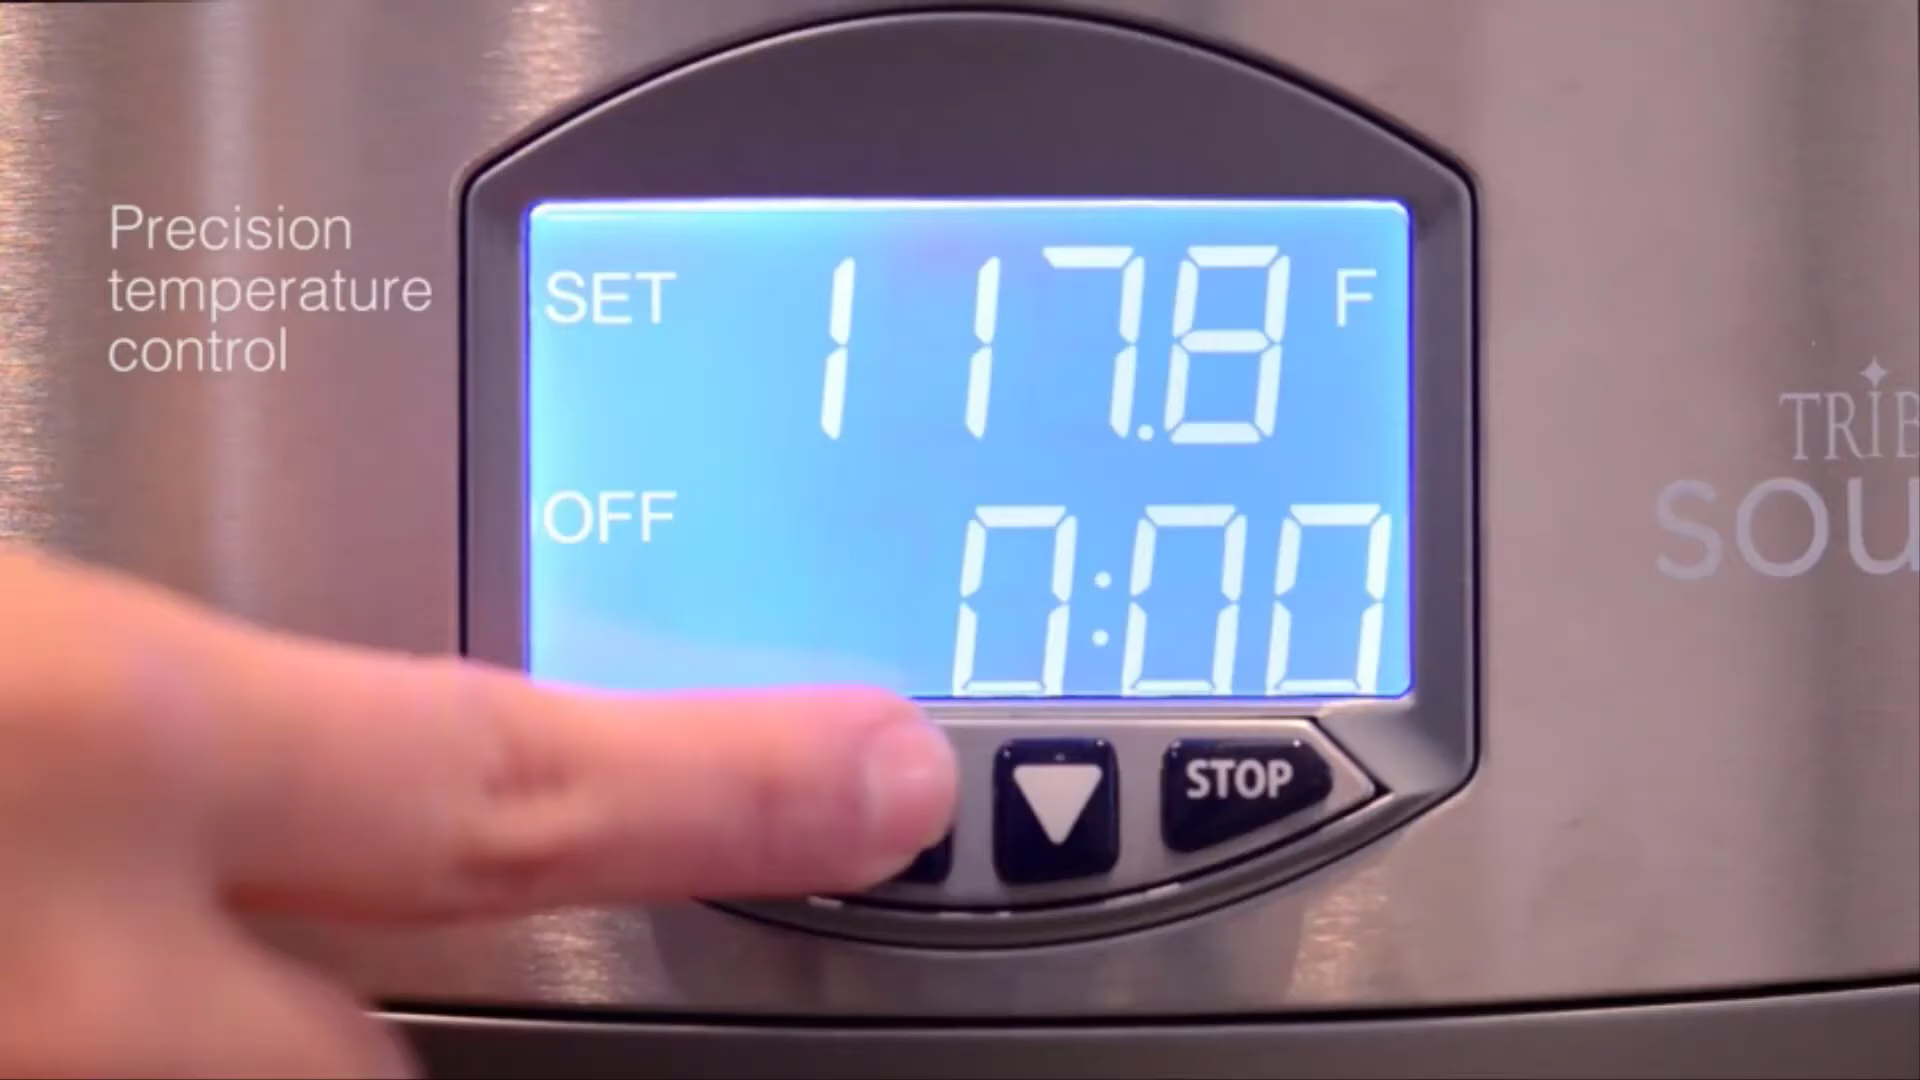 Precision
temperature
control
SET 117.8 F
OFF 0:00
STOP
TRIB
SOU